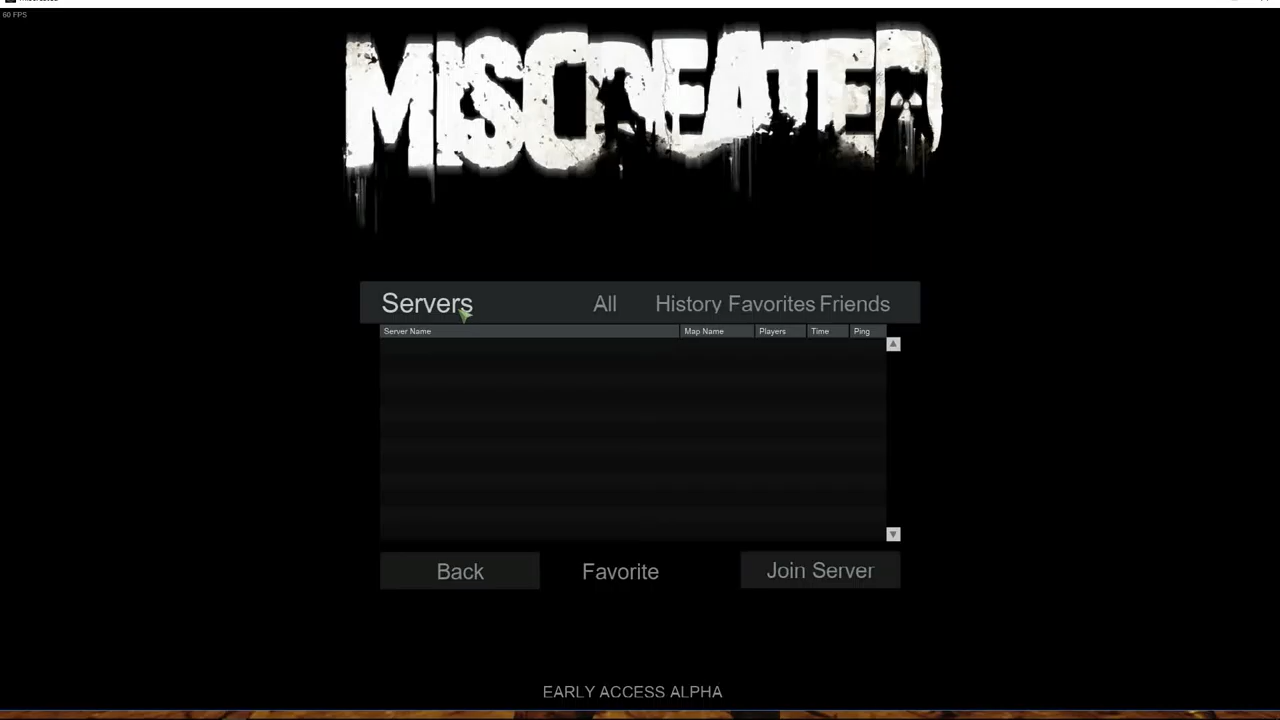 60 FPS
MISCREATED
Servers All History Favorites Friends
Server Name Map Name Players Time Ping
Back Favorite Join Server
EARLY ACCESS ALPHA